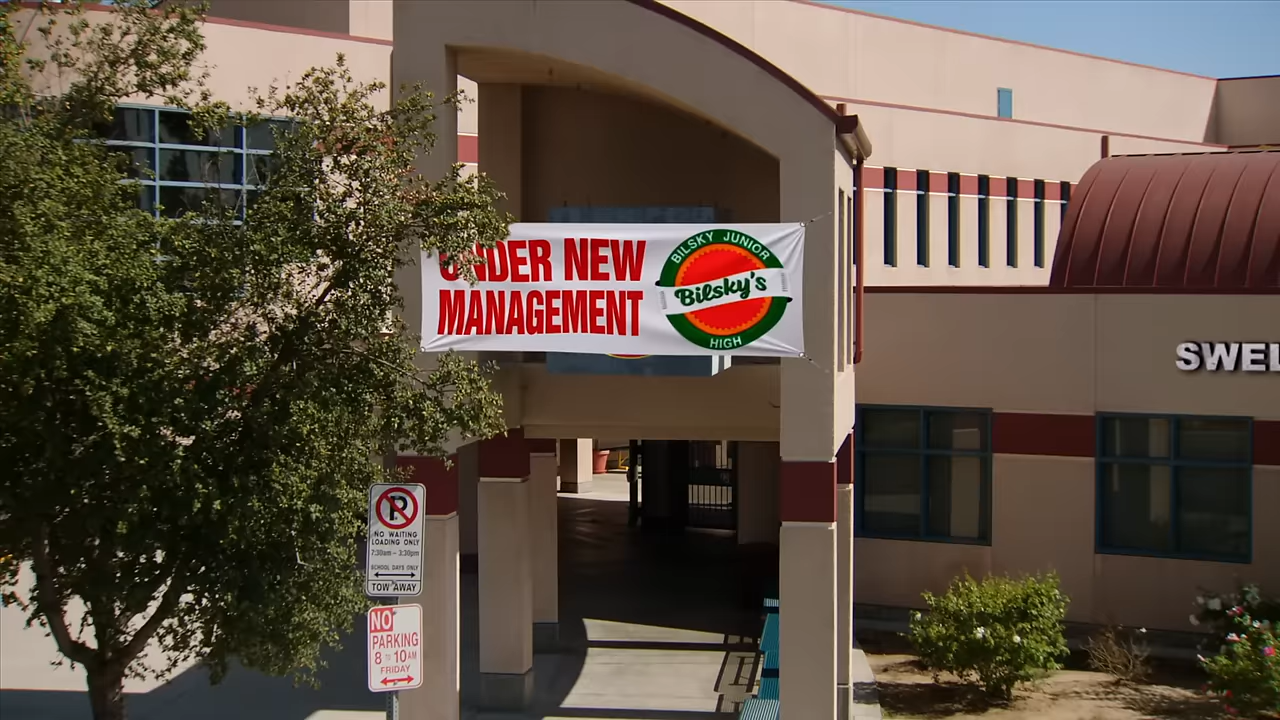 UNDER NEW
MANAGEMENT
BILSKY JUNIOR
Bilsky's
HIGH
SWEL
P
NO WAITING
LOADING ONLY
7:30am – 3:30pm
SCHOOL DAYS ONLY
TOW AWAY
NO
PARKING
8 TO 10AM
FRIDAY